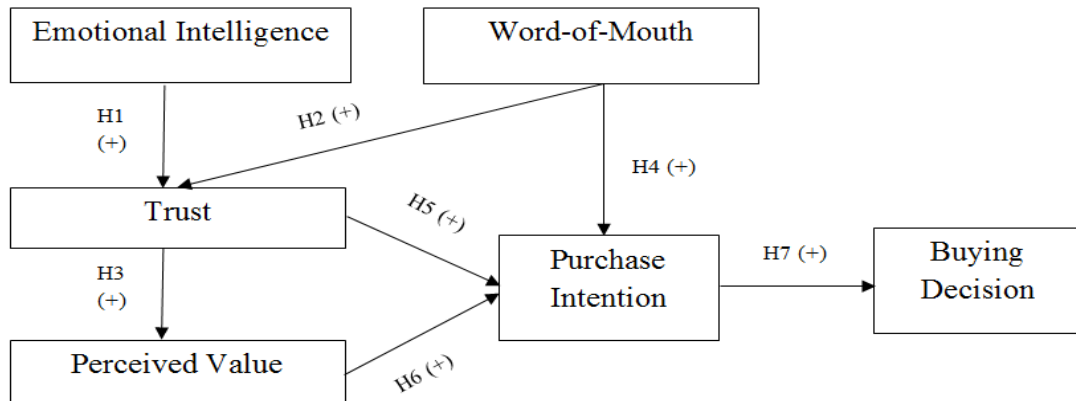 Emotional Intelligence
Word-of-Mouth
H1
(+)
H2 (+)
H4 (+)
Trust
H5 (+)
H3
(+)
Purchase
Intention
H7 (+)
Buying
Decision
Perceived Value
H6 (+)